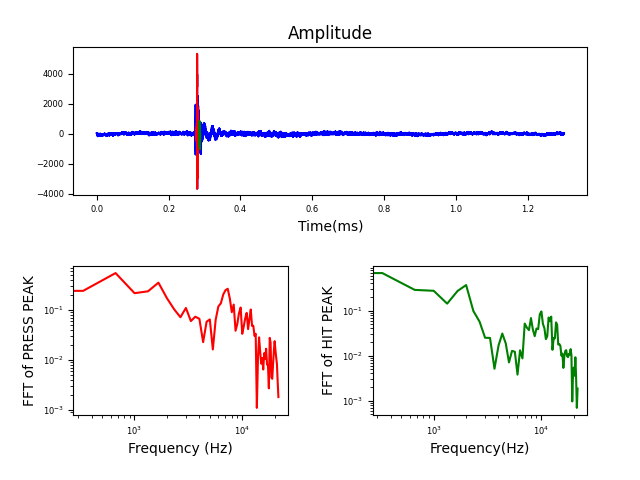 Amplitude
4000
2000
0
−2000
−4000
0.0 0.2 0.4 0.6 0.8 1.0 1.2
Time(ms)
FFT of PRESS PEAK
10⁻¹
10⁻²
10⁻³
10³ 10⁴
Frequency (Hz)
FFT of HIT PEAK
10⁻¹
10⁻²
10⁻³
10³ 10⁴
Frequency(Hz)